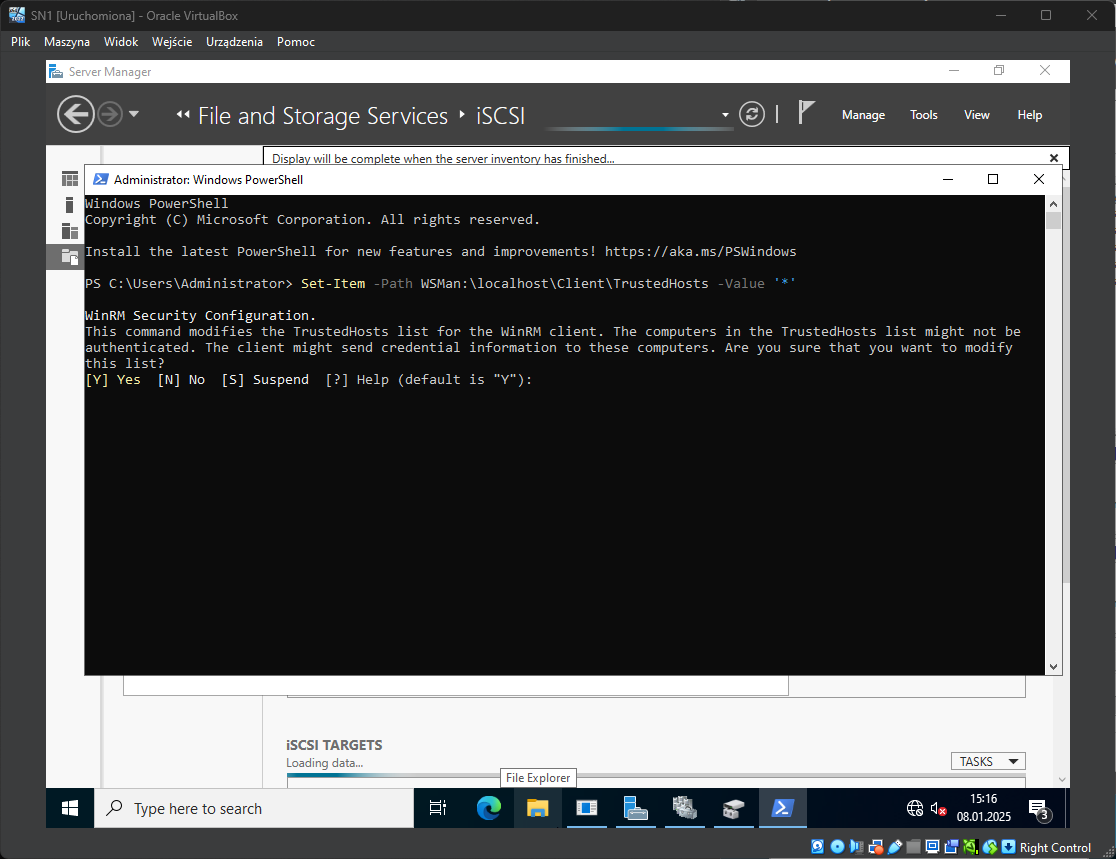 SN1 [Uruchomiona] - Oracle VirtualBox
Plik Maszyna Widok Wejście Urządzenia Pomoc
Server Manager
File and Storage Services iSCSI
Manage Tools View Help
Display will be complete when the server inventory has finished...
Administrator: Windows PowerShell
Windows PowerShell
Copyright (C) Microsoft Corporation. All rights reserved.
Install the latest PowerShell for new features and improvements! https://aka.ms/PSWindows
PS C:\Users\Administrator> Set-Item -Path WSMan:\localhost\Client\TrustedHosts -Value '*'
WinRM Security Configuration.
This command modifies the TrustedHosts list for the WinRM client. The computers in the TrustedHosts list might not be
authenticated. The client might send credential information to these computers. Are you sure that you want to modify
this list?
[Y] Yes [N] No [S] Suspend [?] Help (default is "Y"):
iSCSI TARGETS
Loading data...
TASKS
File Explorer
Type here to search
15:16
08.01.2025
3
Right Control